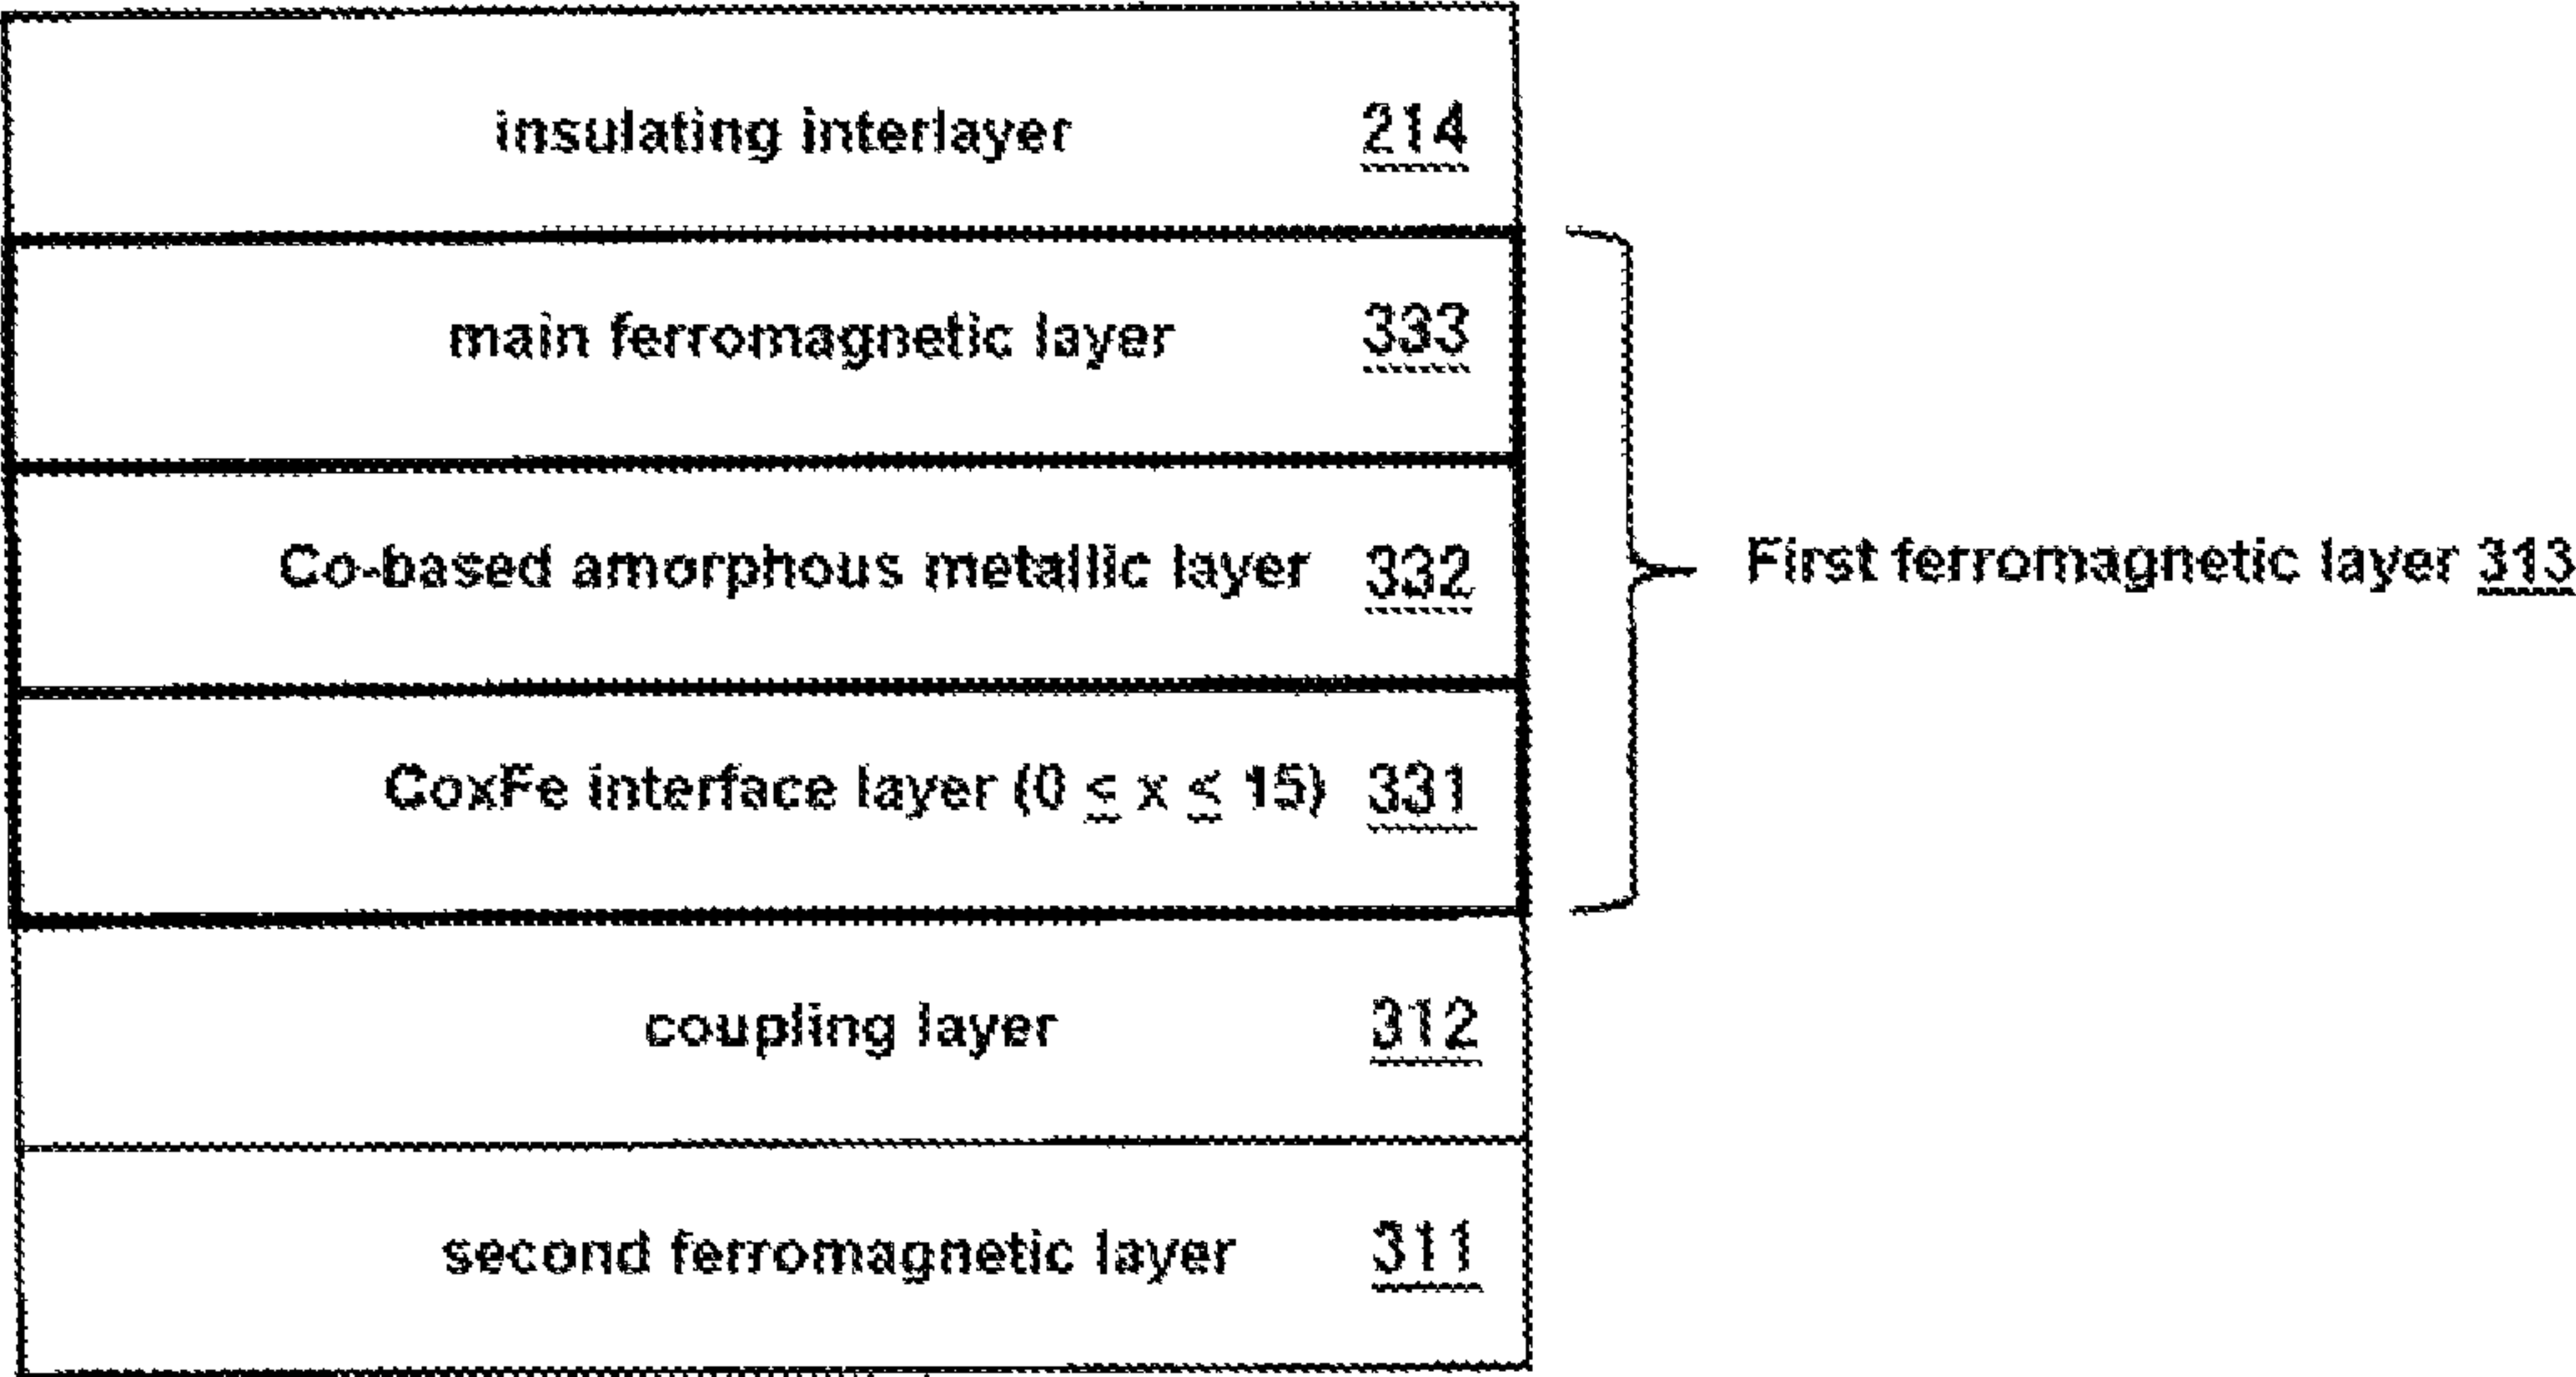 insulating interlayer 214
main ferromagnetic layer 333
Co-based amorphous metallic layer 332
First ferromagnetic layer 313
CoxFe interface layer (0 ≤ x ≤ 15) 331
coupling layer 312
second ferromagnetic layer 311